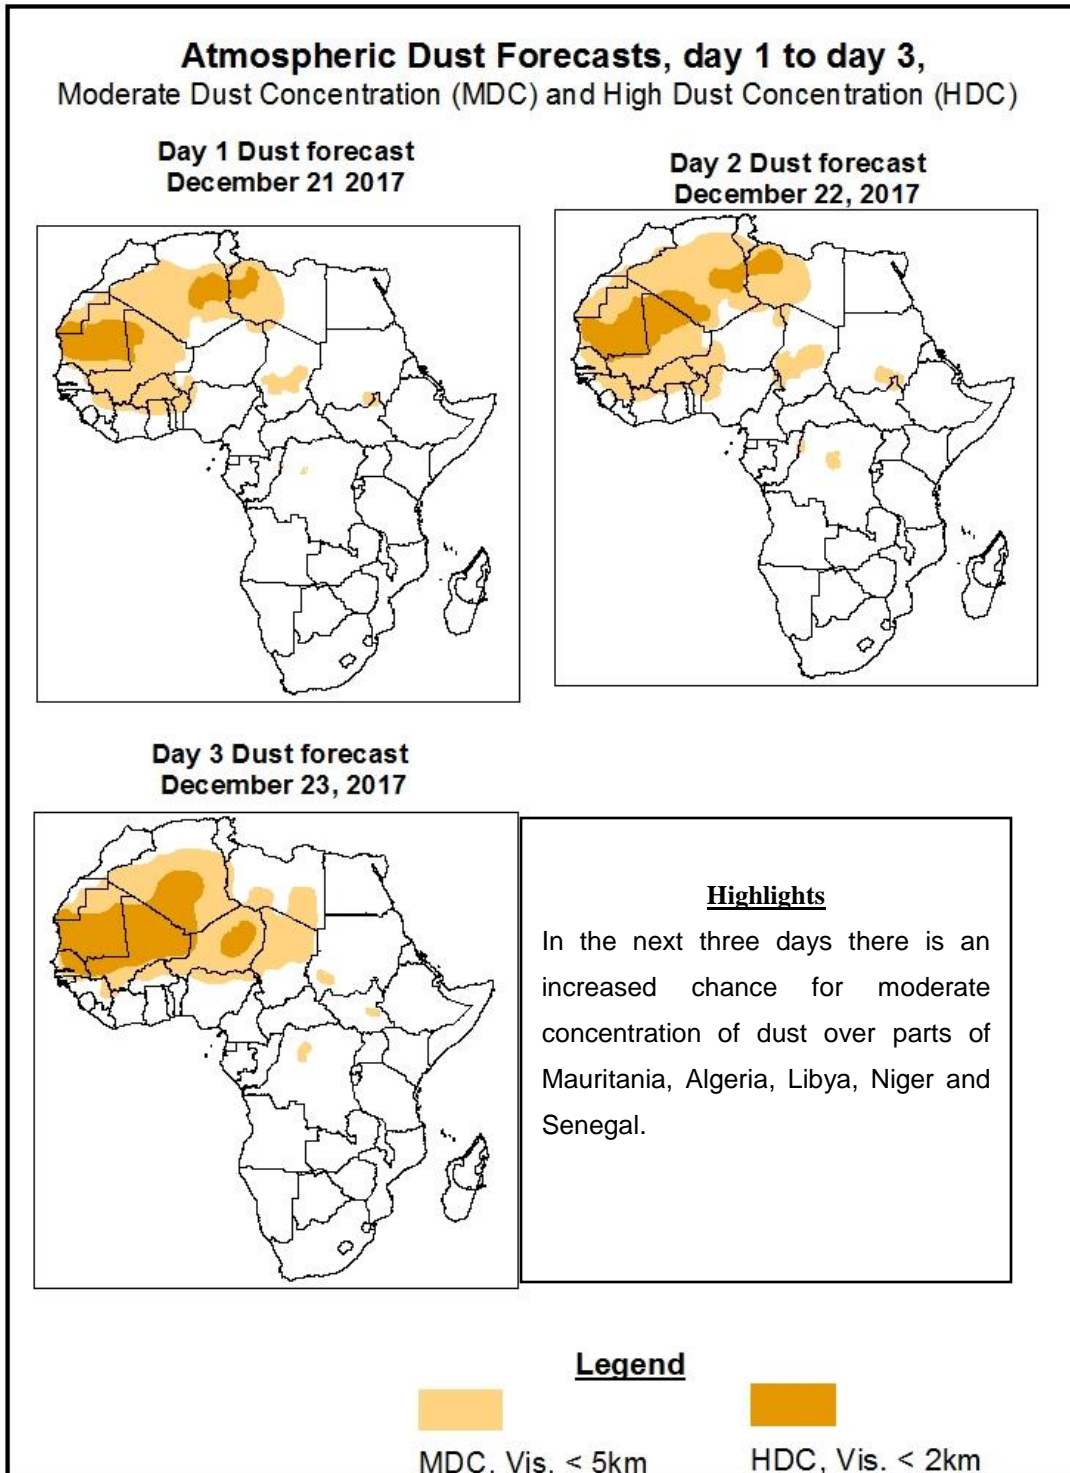 Atmospheric Dust Forecasts, day 1 to day 3,
Moderate Dust Concentration (MDC) and High Dust Concentration (HDC)
Day 1 Dust forecast
December 21 2017
Day 2 Dust forecast
December 22, 2017
Day 3 Dust forecast
December 23, 2017
Highlights
In the next three days there is an
increased chance for moderate
concentration of dust over parts of
Mauritania, Algeria, Libya, Niger and
Senegal.
Legend
MDC, Vis. < 5km
HDC, Vis. < 2km